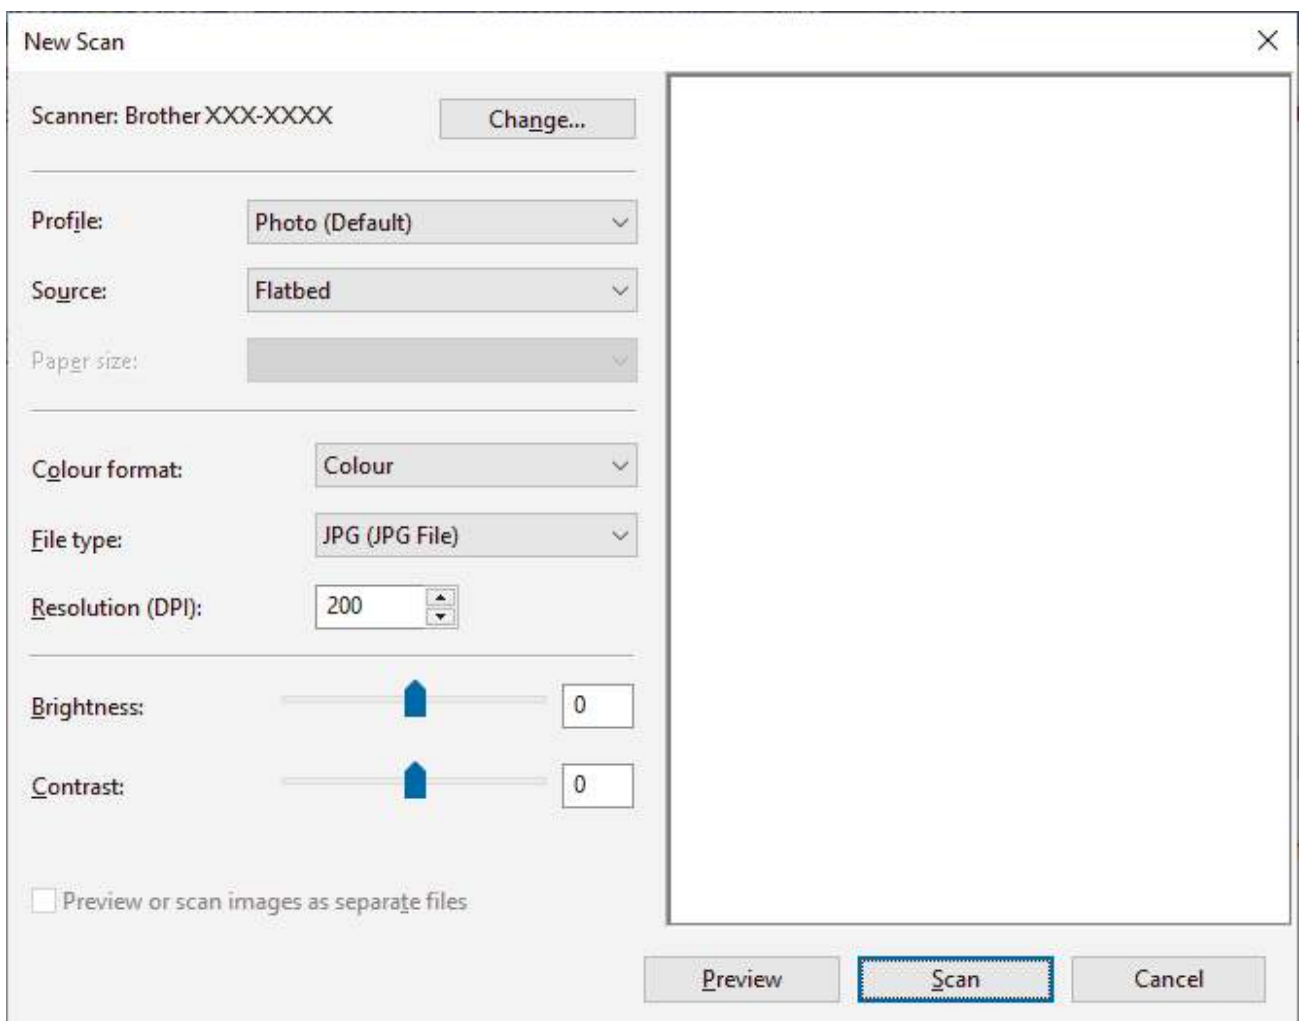 New Scan
Scanner: Brother XXX-XXXX
Change...
Profile: Photo (Default)
Source: Flatbed
Paper size:
Colour format: Colour
File type: JPG (JPG File)
Resolution (DPI): 200
Brightness: 0
Contrast: 0
Preview or scan images as separate files
Preview Scan Cancel